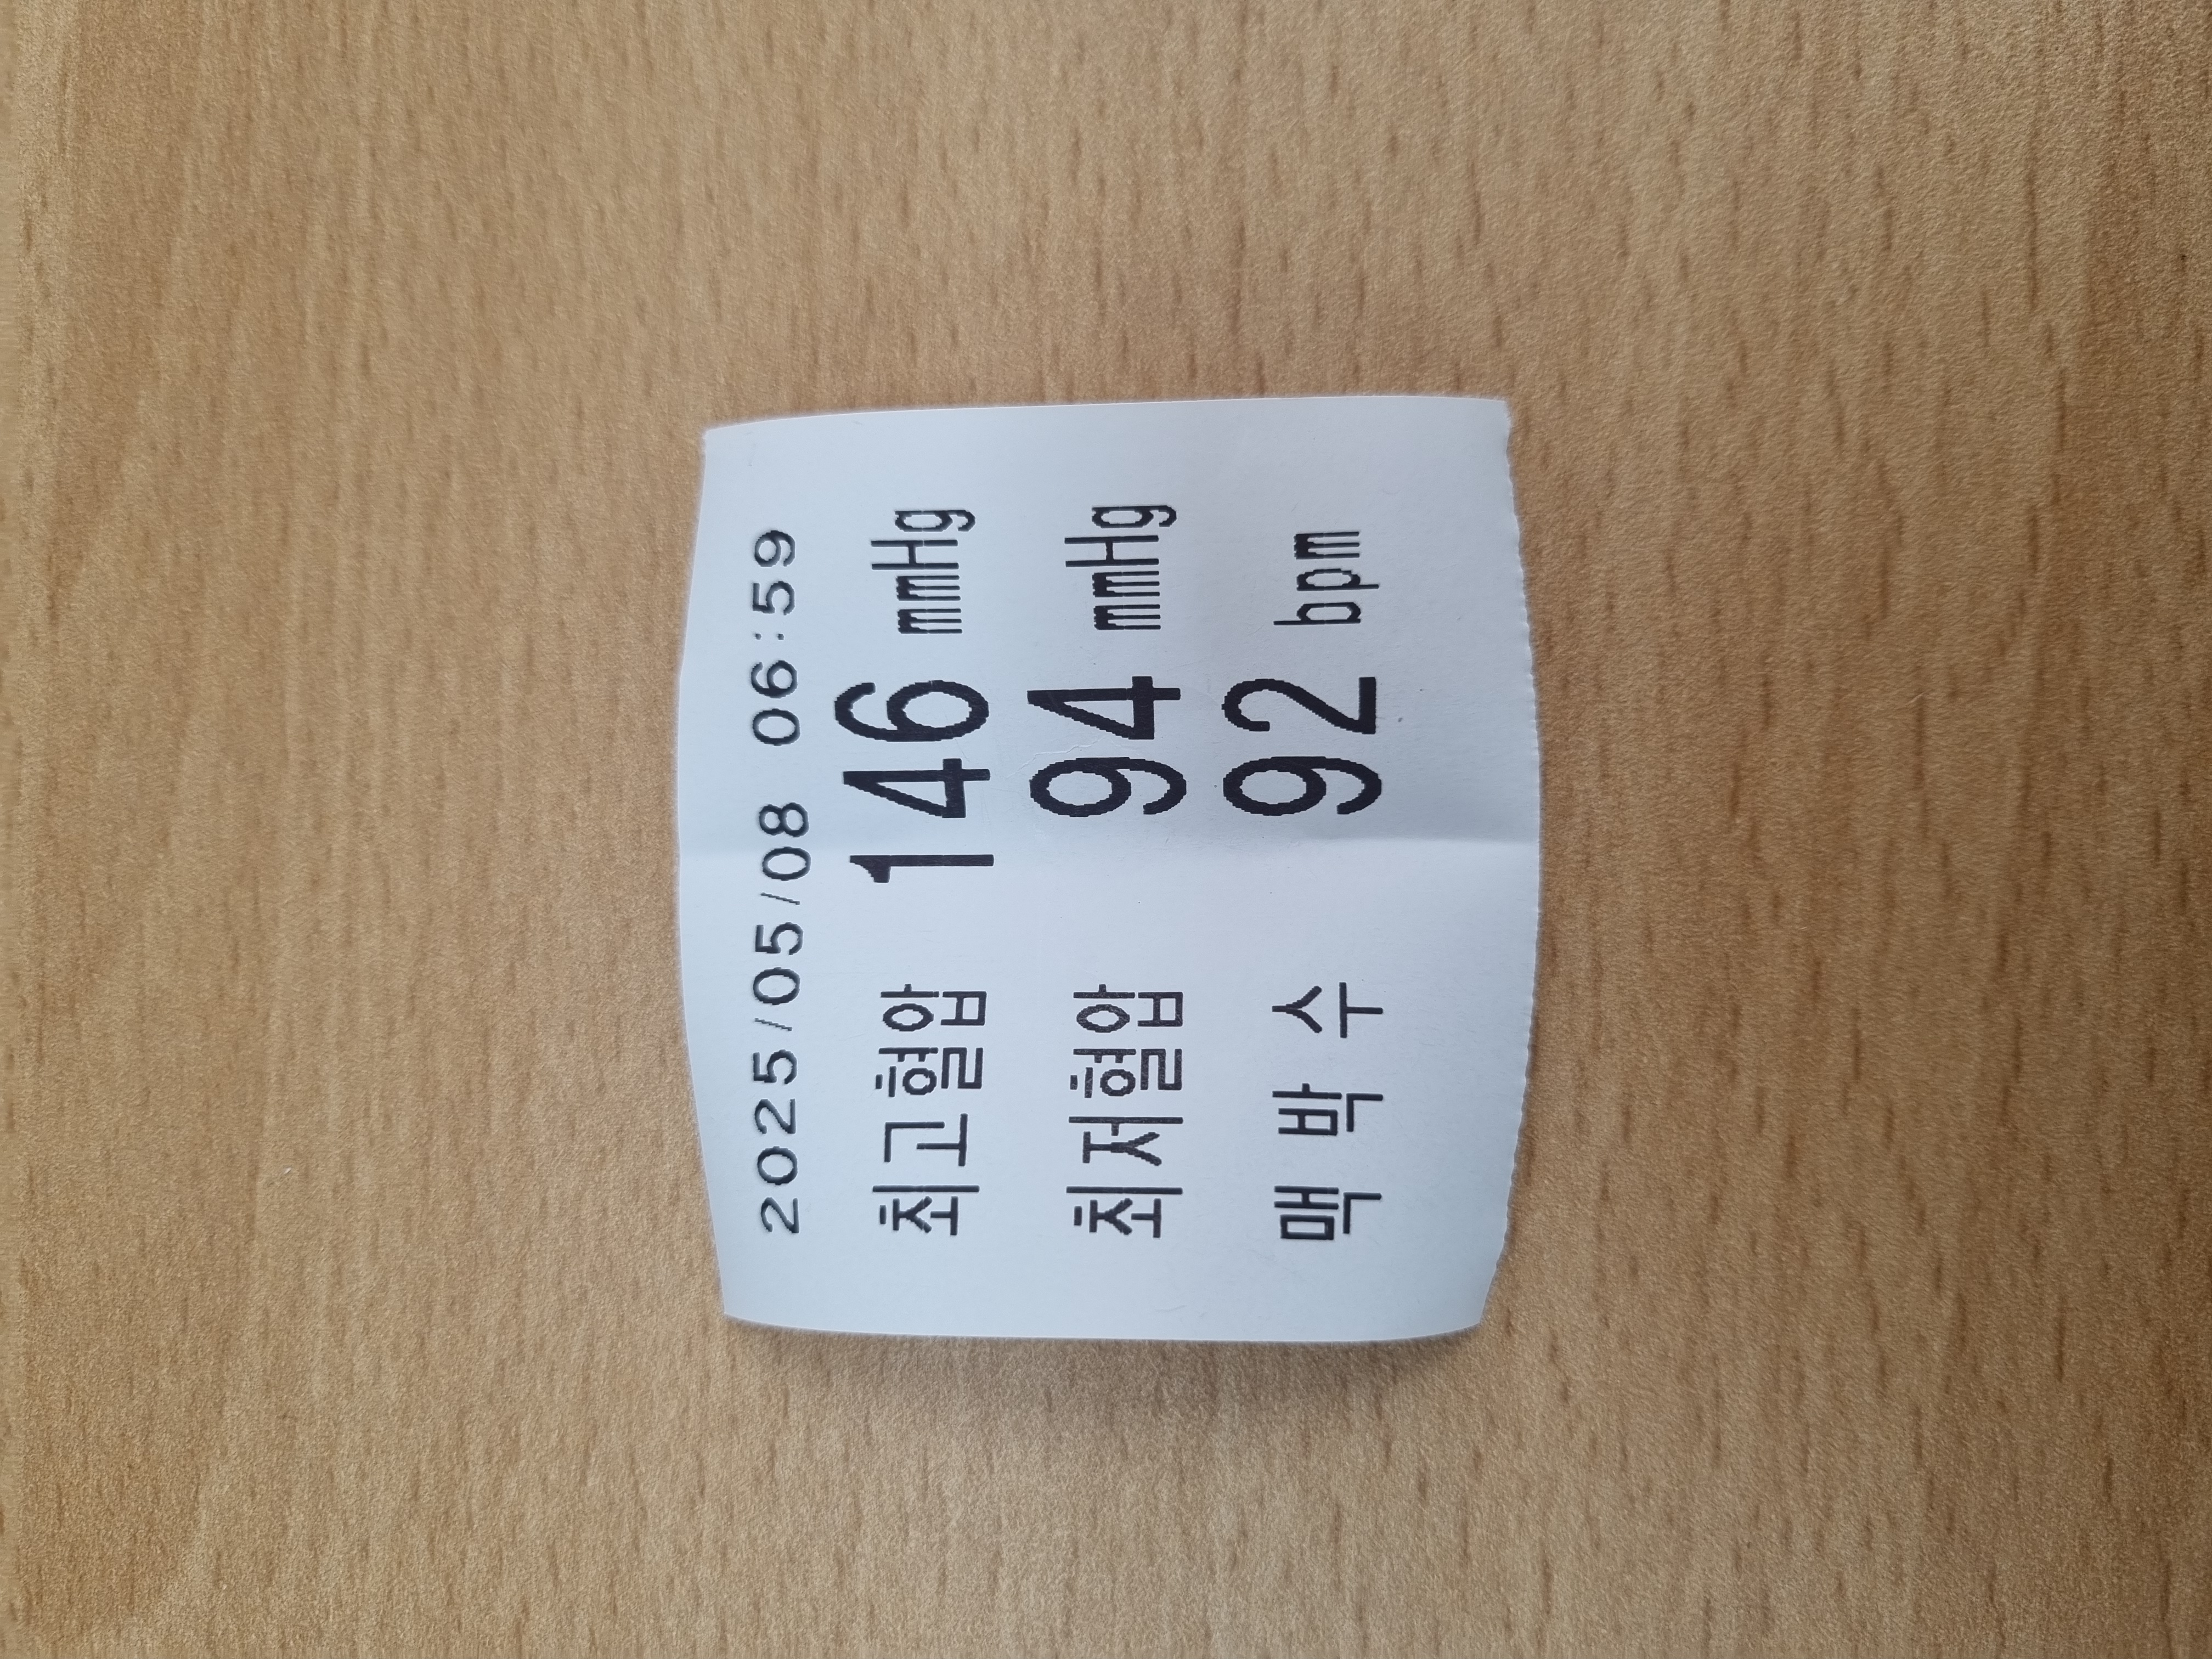 2025/05/08 06:59
최고혈압 146 mmHg
최저혈압 94 mmHg
맥 박 수 92 bpm